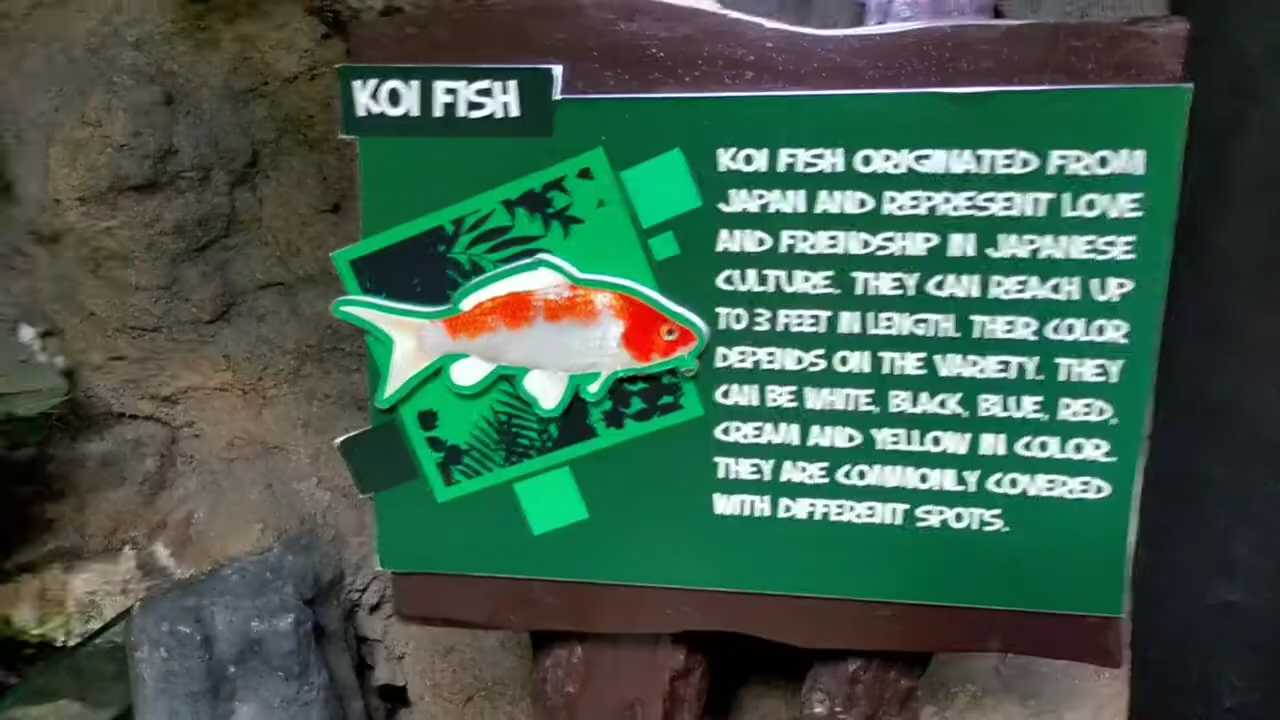 KOI FISH
KOI FISH ORIGINATED FROM
JAPAN AND REPRESENT LOVE
AND FRIENDSHIP IN JAPANESE
CULTURE. THEY CAN REACH UP
TO 3 FEET IN LENGTH. THEIR COLOR
DEPENDS ON THE VARIETY. THEY
CAN BE WHITE, BLACK, BLUE, RED,
CREAM AND YELLOW IN COLOR.
THEY ARE COMMONLY COVERED
WITH DIFFERENT SPOTS.